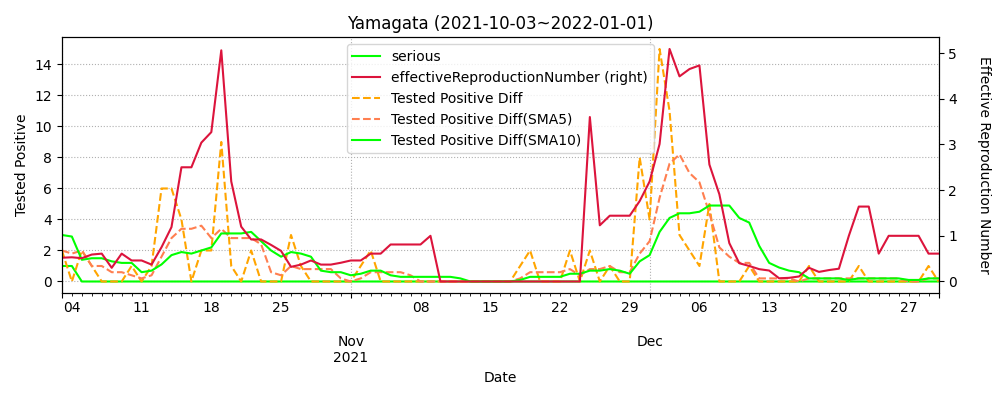 Yamagata (2021-10-03~2022-01-01)
serious
effectiveReproductionNumber (right)
Tested Positive Diff
Tested Positive Diff(SMA5)
Tested Positive Diff(SMA10)
Tested Positive
14
12
10
8
6
4
2
0
5
4
3
2
1
0
Effective Reproduction Number
04 11 18 25 08 15 22 29 06 13 20 27
Nov Dec
2021
Date